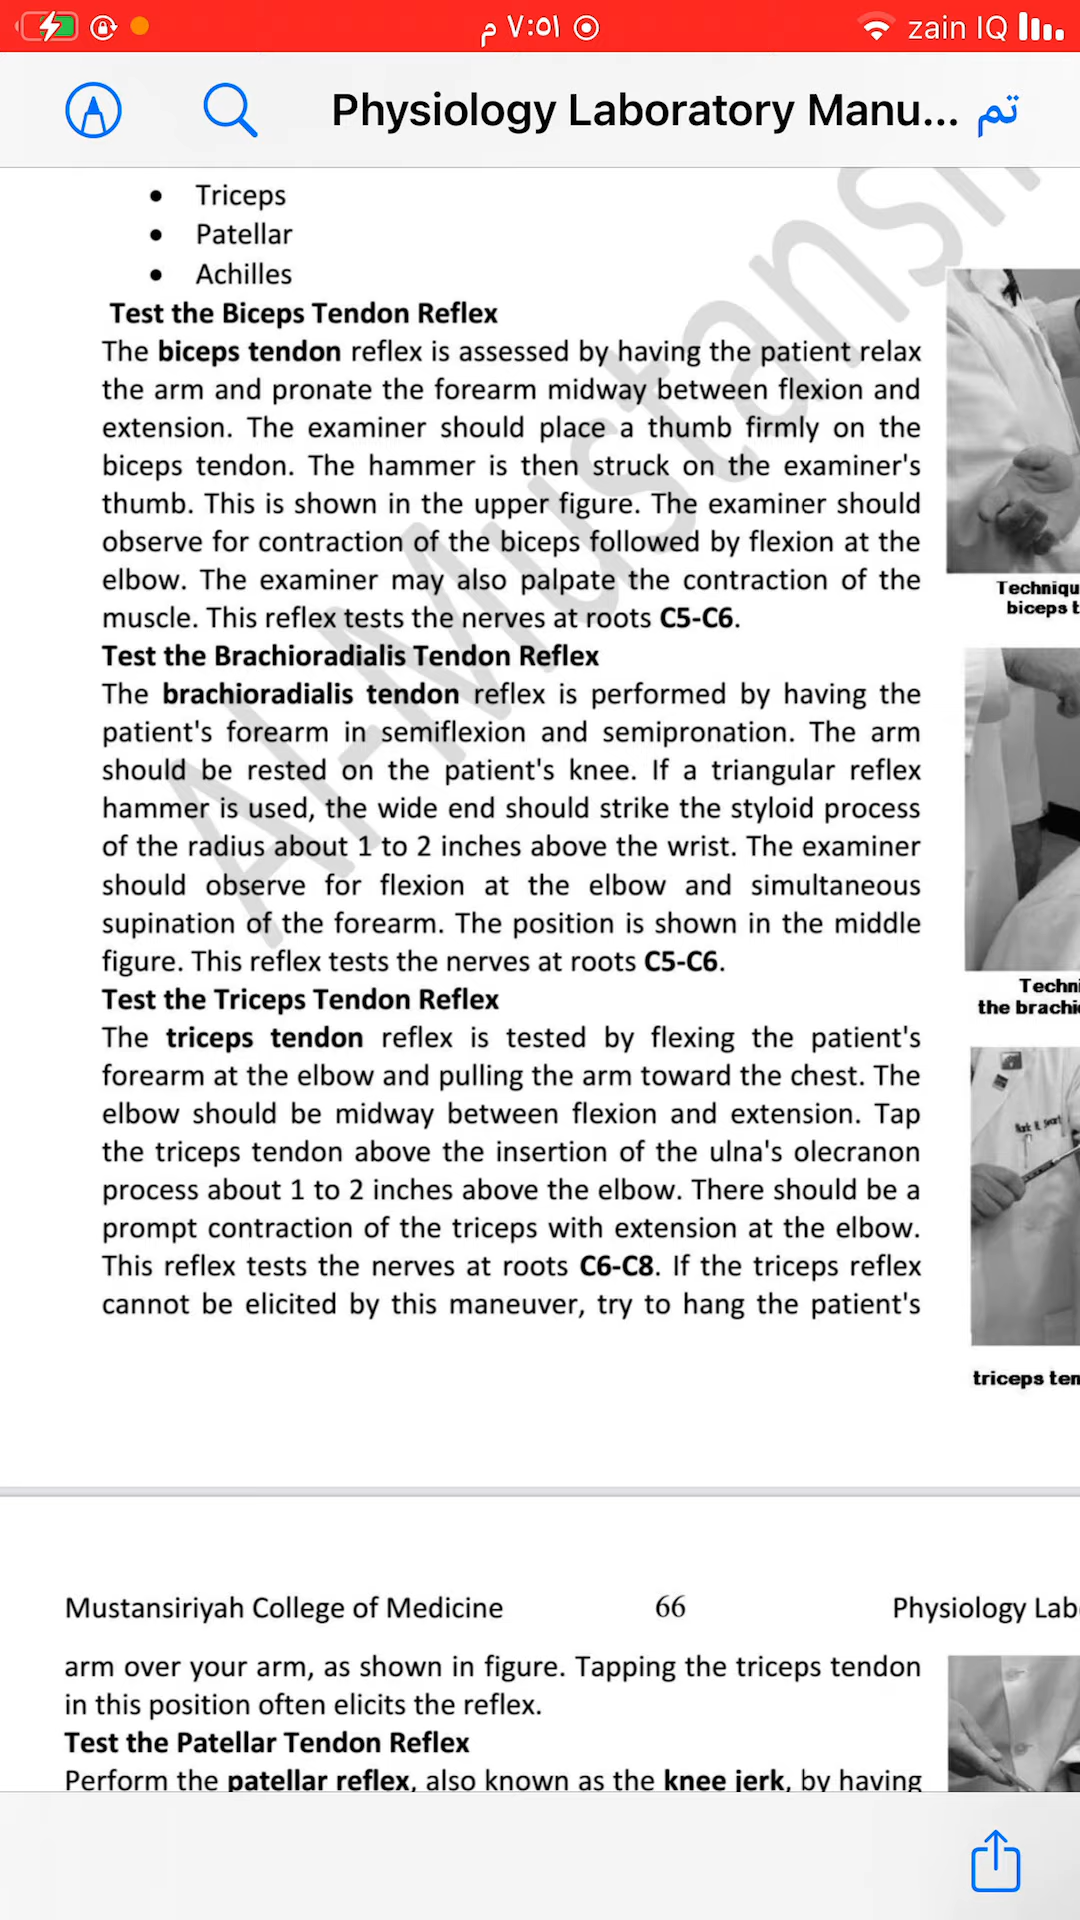 م ٧:٥١
zain IQ
Physiology Laboratory Manu...
تم
• Triceps
• Patellar
• Achilles
Test the Biceps Tendon Reflex
The biceps tendon reflex is assessed by having the patient relax
the arm and pronate the forearm midway between flexion and
extension. The examiner should place a thumb firmly on the
biceps tendon. The hammer is then struck on the examiner's
thumb. This is shown in the upper figure. The examiner should
observe for contraction of the biceps followed by flexion at the
elbow. The examiner may also palpate the contraction of the
muscle. This reflex tests the nerves at roots C5-C6.
Test the Brachioradialis Tendon Reflex
The brachioradialis tendon reflex is performed by having the
patient's forearm in semiflexion and semipronation. The arm
should be rested on the patient's knee. If a triangular reflex
hammer is used, the wide end should strike the styloid process
of the radius about 1 to 2 inches above the wrist. The examiner
should observe for flexion at the elbow and simultaneous
supination of the forearm. The position is shown in the middle
figure. This reflex tests the nerves at roots C5-C6.
Test the Triceps Tendon Reflex
The triceps tendon reflex is tested by flexing the patient's
forearm at the elbow and pulling the arm toward the chest. The
elbow should be midway between flexion and extension. Tap
the triceps tendon above the insertion of the ulna's olecranon
process about 1 to 2 inches above the elbow. There should be a
prompt contraction of the triceps with extension at the elbow.
This reflex tests the nerves at roots C6-C8. If the triceps reflex
cannot be elicited by this maneuver, try to hang the patient's
Techniqu
biceps t
Techni
the brachi
triceps ten
Al-Mustansi
Mustansiriyah College of Medicine 66 Physiology Lab
arm over your arm, as shown in figure. Tapping the triceps tendon
in this position often elicits the reflex.
Test the Patellar Tendon Reflex
Perform the patellar reflex, also known as the knee jerk, by having